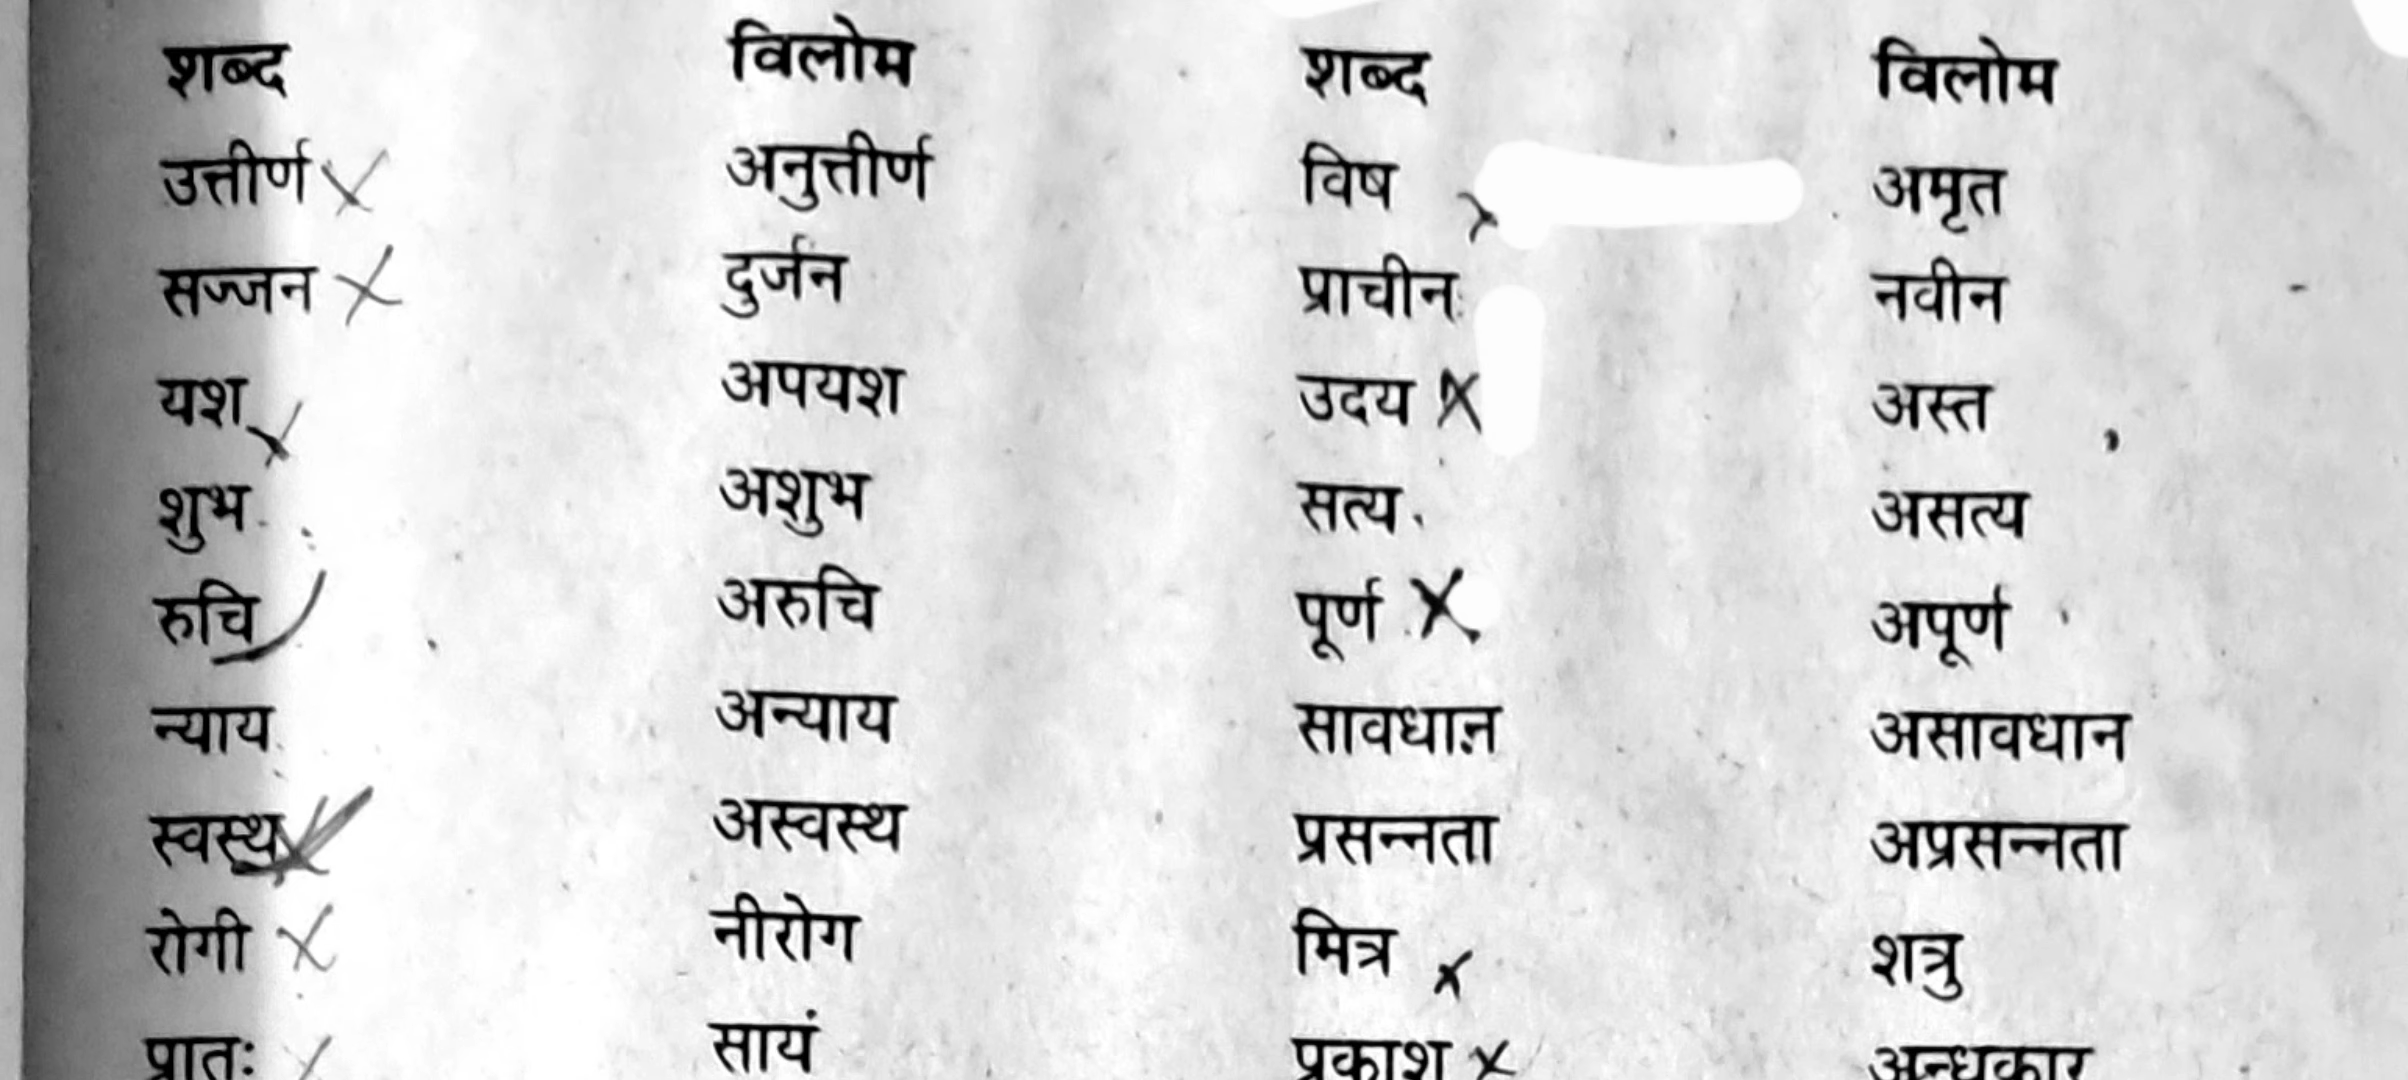 शब्द विलोम शब्द विलोम
उत्तीर्ण अनुत्तीर्ण विष अमृत
सज्जन दुर्जन प्राचीन नवीन
यश अपयश उदय अस्त
शुभ अशुभ सत्य असत्य
रुचि अरुचि पूर्ण अपूर्ण
न्याय अन्याय सावधान असावधान
स्वस्थ अस्वस्थ प्रसन्नता अप्रसन्नता
रोगी नीरोग मित्र शत्रु
प्रातः सायं प्रकाश अन्धकार